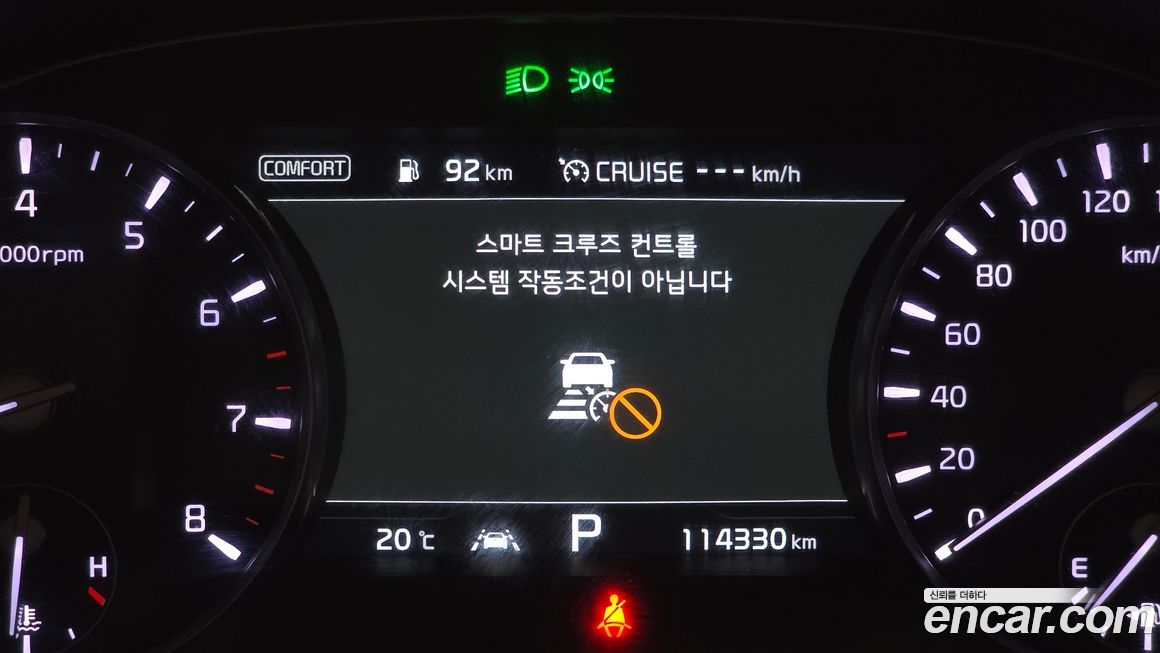 COMFORT 92 km CRUISE --- km/h
스마트 크루즈 컨트롤
시스템 작동조건이 아닙니다
4
5
000rpm
6
7
8
H
120
100
km/
80
60
40
20
0
E
20 ℃ P 114330 km
신뢰를 더하다
encar.com